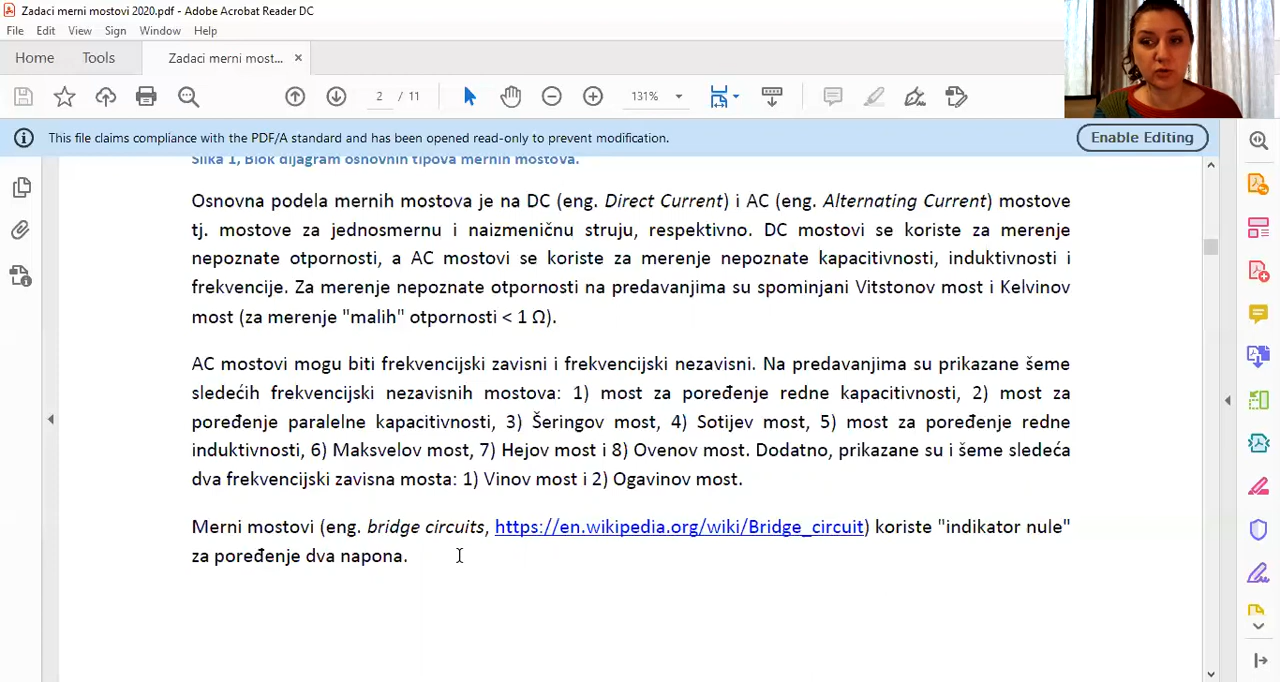 Zadaci merni mostovi 2020.pdf - Adobe Acrobat Reader DC
File Edit View Sign Window Help
Home Tools Zadaci merni most... ×
2 / 11 131%
This file claims compliance with the PDF/A standard and has been opened read-only to prevent modification. Enable Editing
Slika 1, Blok dijagram osnovnih tipova mernih mostova.
Osnovna podela mernih mostova je na DC (eng. Direct Current) i AC (eng. Alternating Current) mostove
tj. mostove za jednosmernu i naizmeničnu struju, respektivno. DC mostovi se koriste za merenje
nepoznate otpornosti, a AC mostovi se koriste za merenje nepoznate kapacitivnosti, induktivnosti i
frekvencije. Za merenje nepoznate otpornosti na predavanjima su spominjani Vitstonov most i Kelvinov
most (za merenje "malih" otpornosti < 1 Ω).
AC mostovi mogu biti frekvencijski zavisni i frekvencijski nezavisni. Na predavanjima su prikazane šeme
sledećih frekvencijski nezavisnih mostova: 1) most za poređenje redne kapacitivnosti, 2) most za
poređenje paralelne kapacitivnosti, 3) Šeringov most, 4) Sotijev most, 5) most za poređenje redne
induktivnosti, 6) Maksvelov most, 7) Hejov most i 8) Ovenov most. Dodatno, prikazane su i šeme sledeća
dva frekvencijski zavisna mosta: 1) Vinov most i 2) Ogavinov most.
Merni mostovi (eng. bridge circuits, https://en.wikipedia.org/wiki/Bridge_circuit) koriste "indikator nule"
za poređenje dva napona.